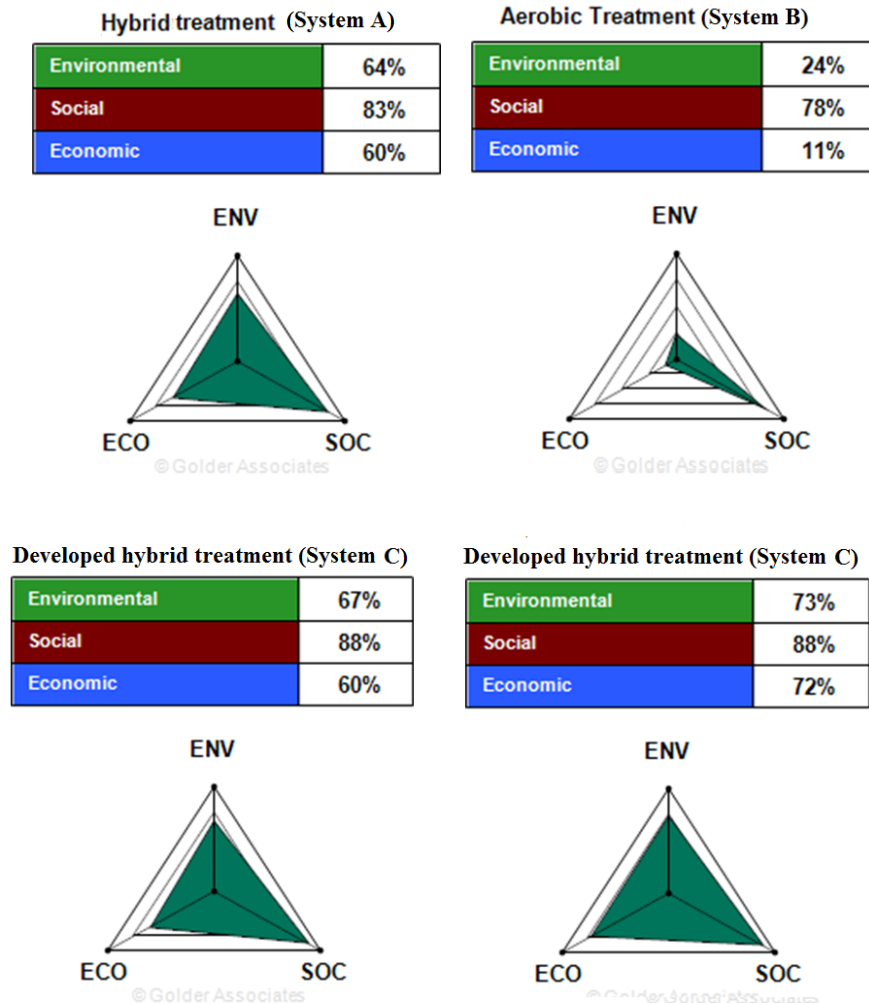 Hybrid treatment (System A)
Environmental 64%
Social 83%
Economic 60%
ENV
ECO SOC
© Golder Associates
Aerobic Treatment (System B)
Environmental 24%
Social 78%
Economic 11%
ENV
ECO SOC
© Golder Associates
Developed hybrid treatment (System C)
Environmental 67%
Social 88%
Economic 60%
ENV
ECO SOC
© Golder Associates
Developed hybrid treatment (System C)
Environmental 73%
Social 88%
Economic 72%
ENV
ECO SOC
© Golder Associates